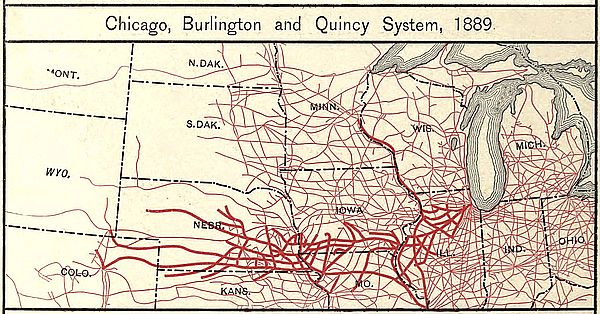 Chicago, Burlington and Quincy System, 1889.
MONT.
N.DAK.
MINN.
S.DAK.
WIS.
MICH.
WYO.
IOWA
NEBR.
ILL.
IND.
OHIO
COLO.
KANS.
MO.